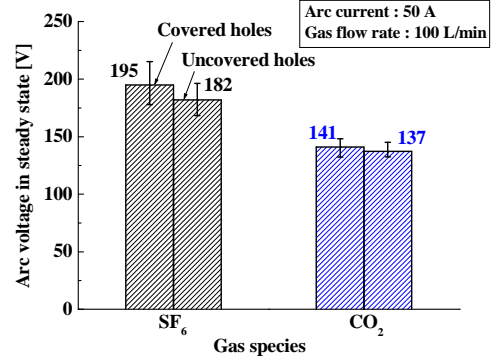 Arc current : 50 A
Gas flow rate : 100 L/min
Covered holes
Uncovered holes
195
182
141
137
250
200
150
100
50
0
Arc voltage in steady state [V]
SF₆
CO₂
Gas species